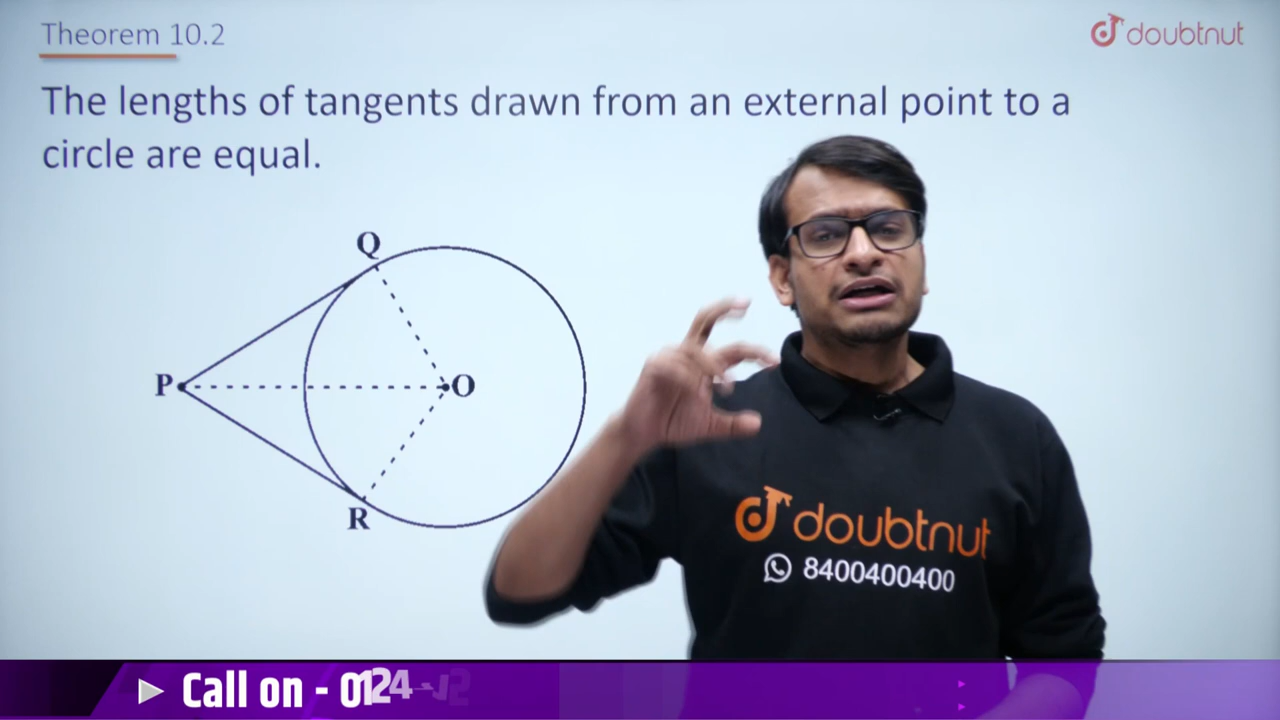 Theorem 10.2
doubtnut
The lengths of tangents drawn from an external point to a
circle are equal.
Q
P
O
R
doubtnut
8400400400
Call on - 0124